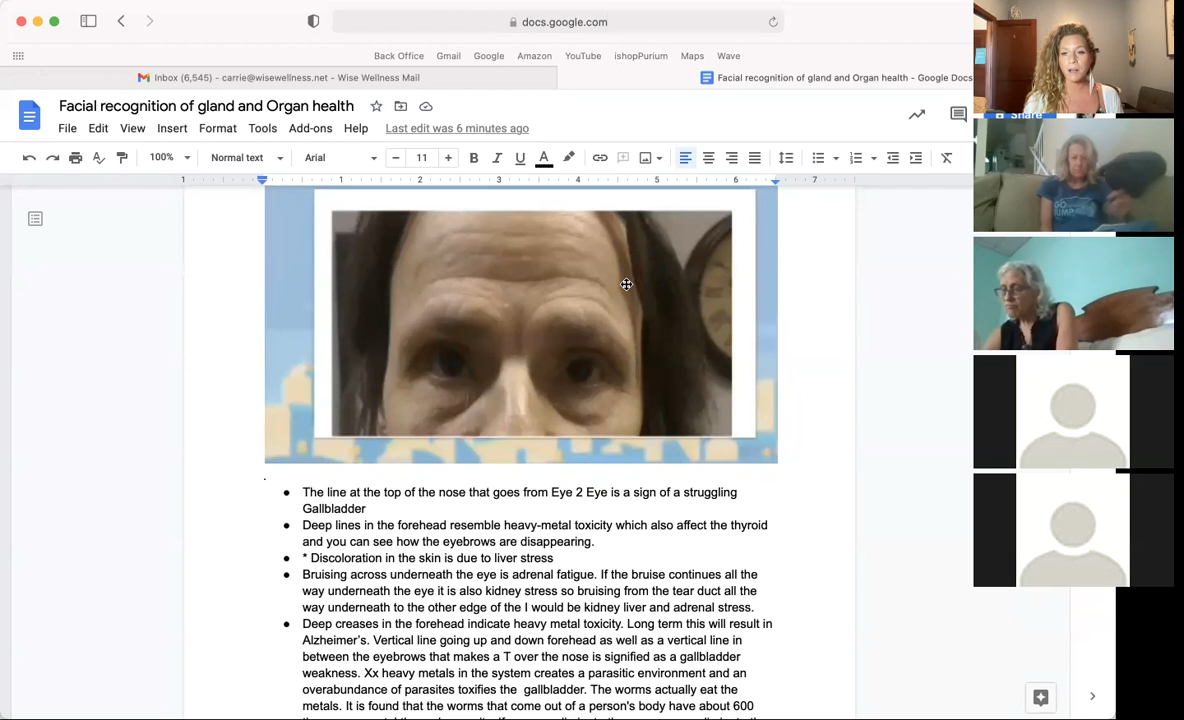 docs.google.com
Back Office Gmail Google Amazon YouTube ishopPurium Maps Wave
Inbox (6,545) - carrie@wisewellness.net - Wise Wellness Mail
Facial recognition of gland and Organ health - Google Docs
Facial recognition of gland and Organ health
File Edit View Insert Format Tools Add-ons Help Last edit was 6 minutes ago
Share
100% Normal text Arial − 11 + B I U A
1 1 2 3 4 5 6 7
.
● The line at the top of the nose that goes from Eye 2 Eye is a sign of a struggling
Gallbladder
● Deep lines in the forehead resemble heavy-metal toxicity which also affect the thyroid
and you can see how the eyebrows are disappearing.
● * Discoloration in the skin is due to liver stress
● Bruising across underneath the eye is adrenal fatigue. If the bruise continues all the
way underneath the eye it is also kidney stress so bruising from the tear duct all the
way underneath to the other edge of the I would be kidney liver and adrenal stress.
● Deep creases in the forehead indicate heavy metal toxicity. Long term this will result in
Alzheimer's. Vertical line going up and down forehead as well as a vertical line in
between the eyebrows that makes a T over the nose is signified as a gallbladder
weakness. Xx heavy metals in the system creates a parasitic environment and an
overabundance of parasites toxifies the gallbladder. The worms actually eat the
metals. It is found that the worms that come out of a person's body have about 600